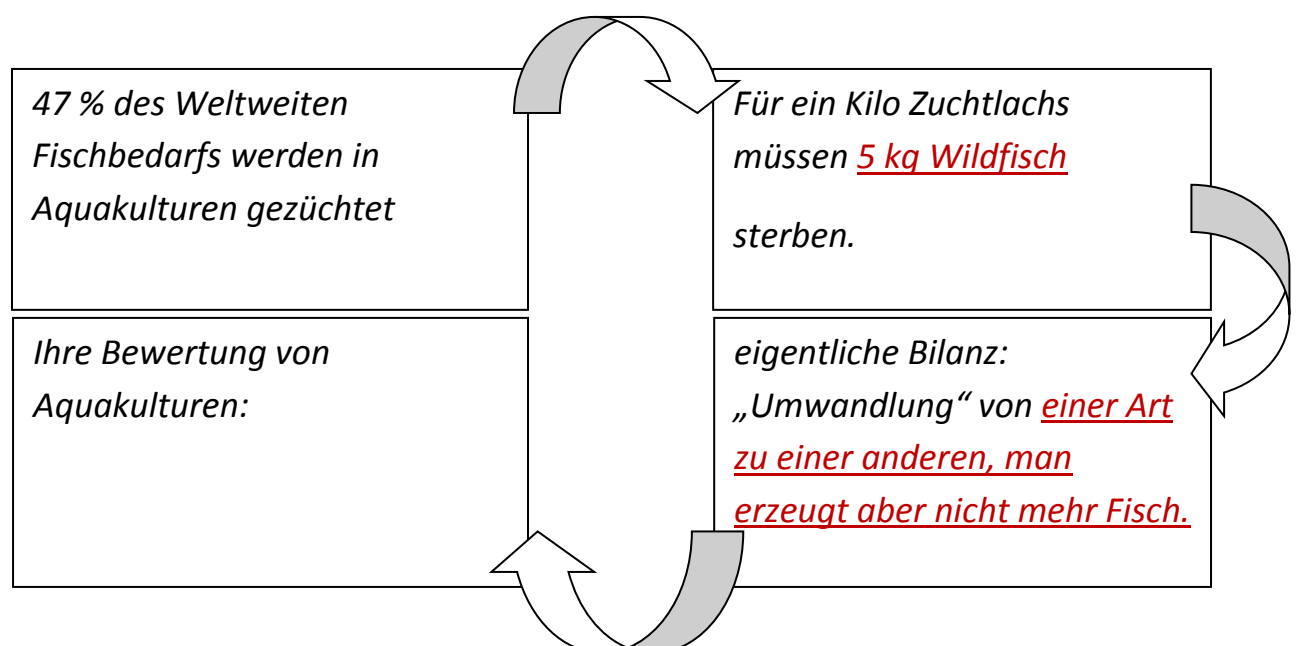 47 % des Weltweiten
Fischbedarfs werden in
Aquakulturen gezüchtet
Für ein Kilo Zuchtlachs
müssen 5 kg Wildfisch
sterben.
eigentliche Bilanz:
„Umwandlung“ von einer Art
zu einer anderen, man
erzeugt aber nicht mehr Fisch.
Ihre Bewertung von
Aquakulturen: